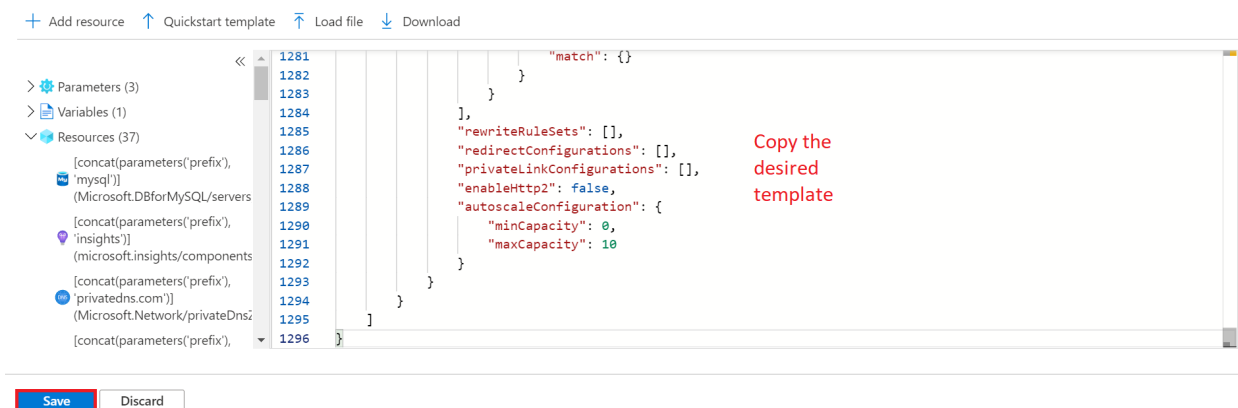 Add resource Quickstart template Load file Download
Parameters (3)
Variables (1)
Resources (37)
[concat(parameters('prefix'),
'mysql')]
(Microsoft.DBforMySQL/servers
[concat(parameters('prefix'),
'insights')]
(microsoft.insights/components
[concat(parameters('prefix'),
DNS 'privatedns.com')]
(Microsoft.Network/privateDnsZ
[concat(parameters('prefix'),
1281 "match": {}
1282 }
1283 }
1284 ],
1285 "rewriteRuleSets": [],
1286 "redirectConfigurations": [],
1287 "privateLinkConfigurations": [],
1288 "enableHttp2": false,
1289 "autoscaleConfiguration": {
1290 "minCapacity": 0,
1291 "maxCapacity": 10
1292 }
1293 }
1294 }
1295 ]
1296 }
Copy the
desired
template
Save Discard